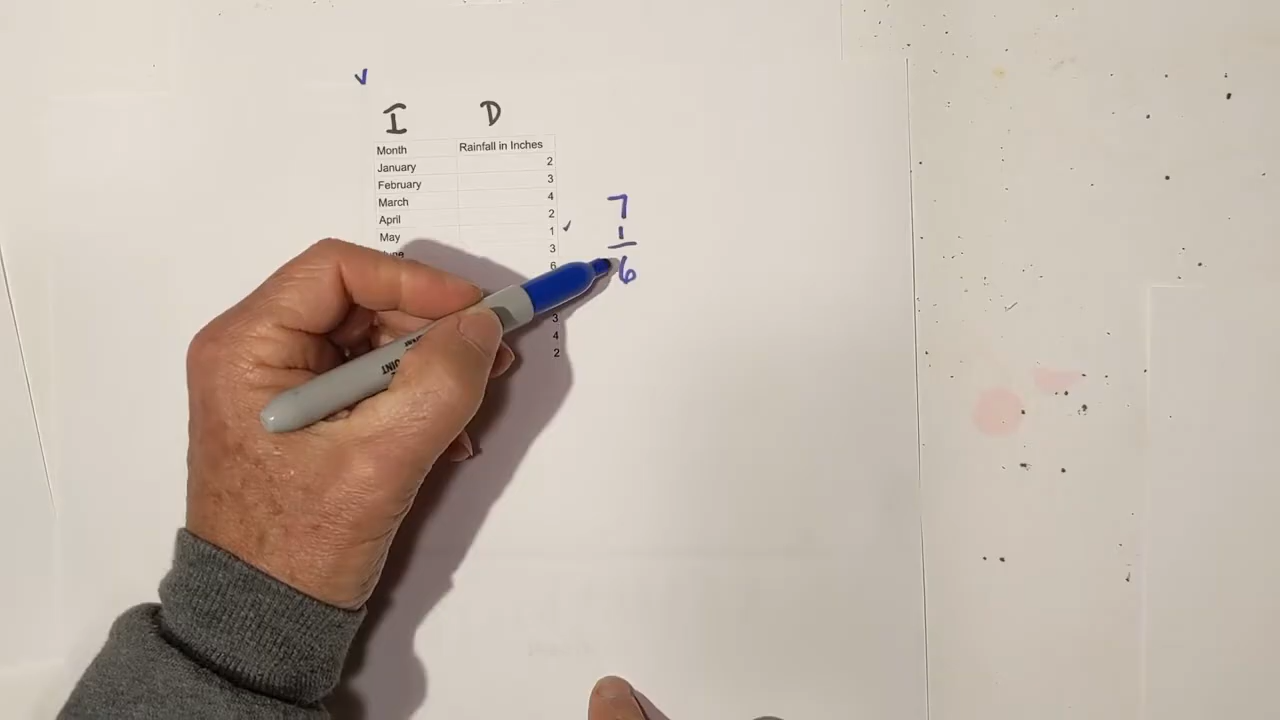 v
I D
Month Rainfall in Inches
January 2
February 3
March 4
April 2
May 1 ✓
June 3
6
3
4
2
7
1
6